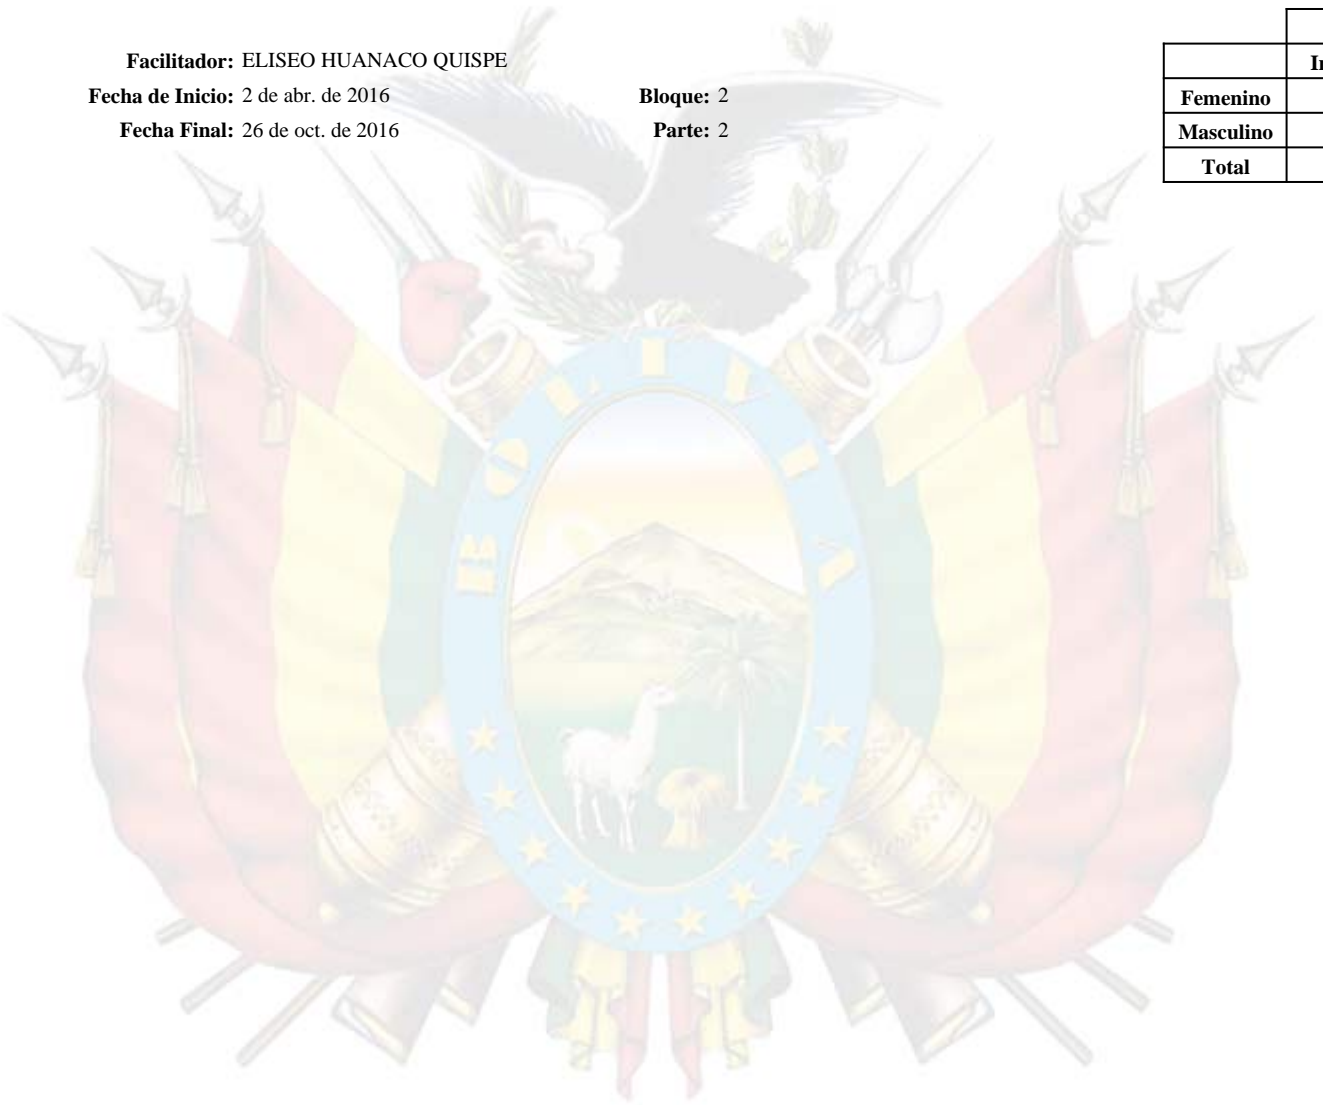 Facilitador: ELISEO HUANACO QUISPE
Fecha de Inicio: 2 de abr. de 2016 Bloque: 2
Fecha Final: 26 de oct. de 2016 Parte: 2
Femenino
Masculino
Total
BOLIVIA